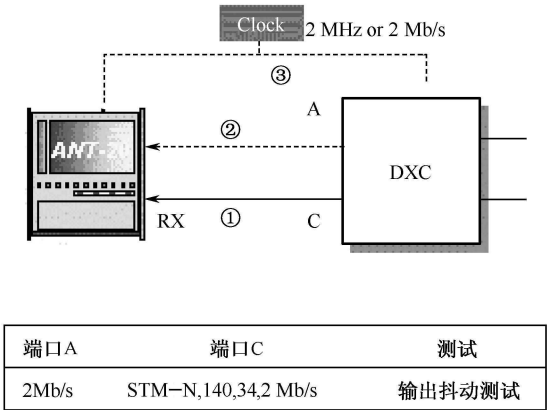 Clock
2 MHz or 2 Mb/s
③
A
②
ANT-2
DXC
RX
①
C
端口A 端口C 测试
2Mb/s STM-N,140,34,2 Mb/s 输出抖动测试